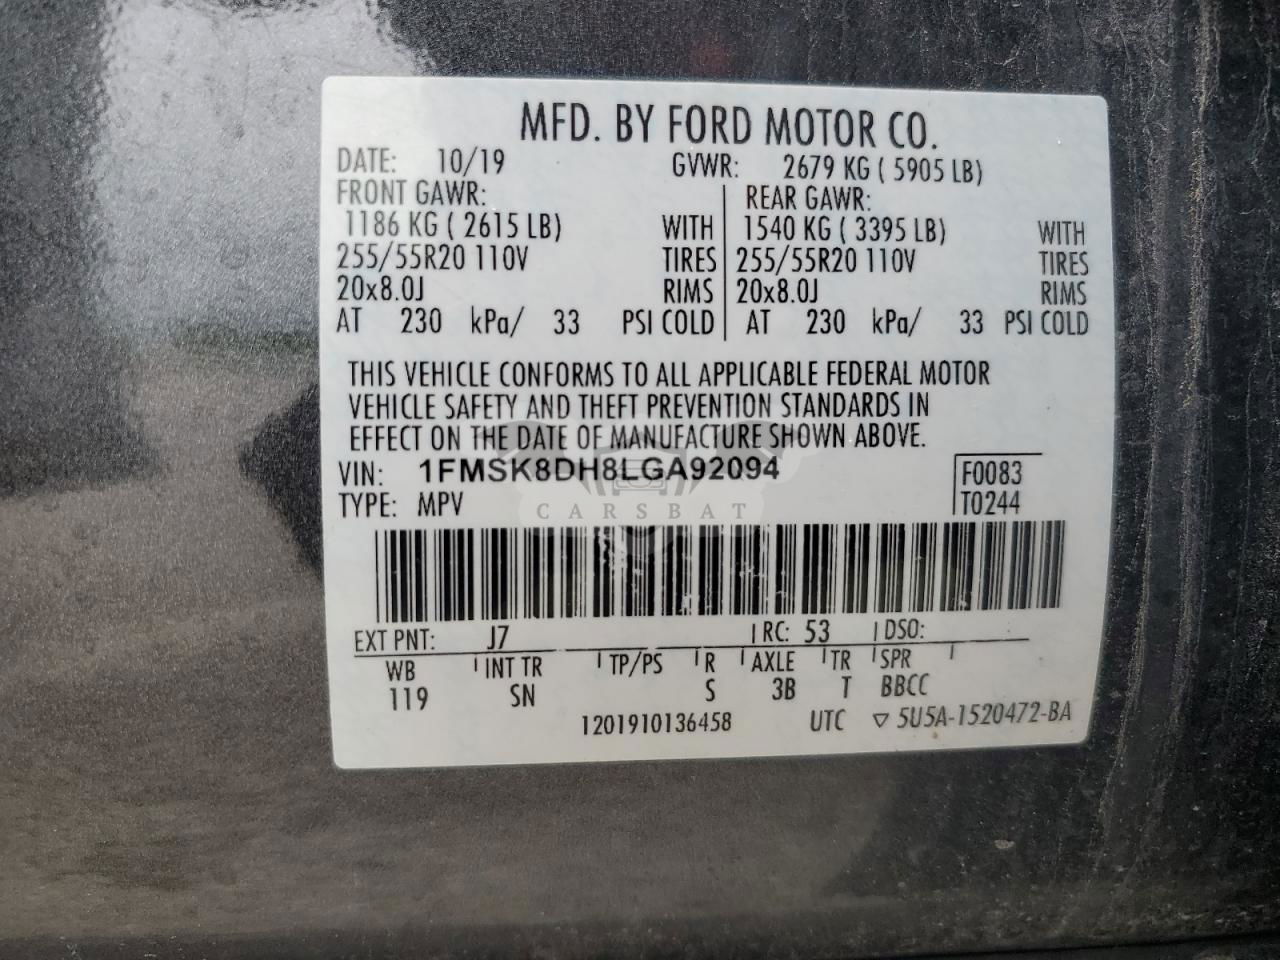 MFD. BY FORD MOTOR CO.
DATE: 10/19 GVWR: 2679 KG ( 5905 LB)
FRONT GAWR: REAR GAWR:
1186 KG ( 2615 LB) WITH 1540 KG ( 3395 LB) WITH
255/55R20 110V TIRES 255/55R20 110V TIRES
20x8.0J RIMS 20x8.0J RIMS
AT 230 kPa/ 33 PSI COLD AT 230 kPa/ 33 PSI COLD
THIS VEHICLE CONFORMS TO ALL APPLICABLE FEDERAL MOTOR
VEHICLE SAFETY AND THEFT PREVENTION STANDARDS IN
EFFECT ON THE DATE OF MANUFACTURE SHOWN ABOVE.
VIN: 1FMSK8DH8LGA92094 F0083
TYPE: MPV T0244
CARSBAT
EXT PNT: J7 RC: 53 DSO:
WB INT TR TP/PS R AXLE TR SPR
119 SN S 3B T BBCC
1201910136458 UTC ▽ 5U5A-1520472-BA